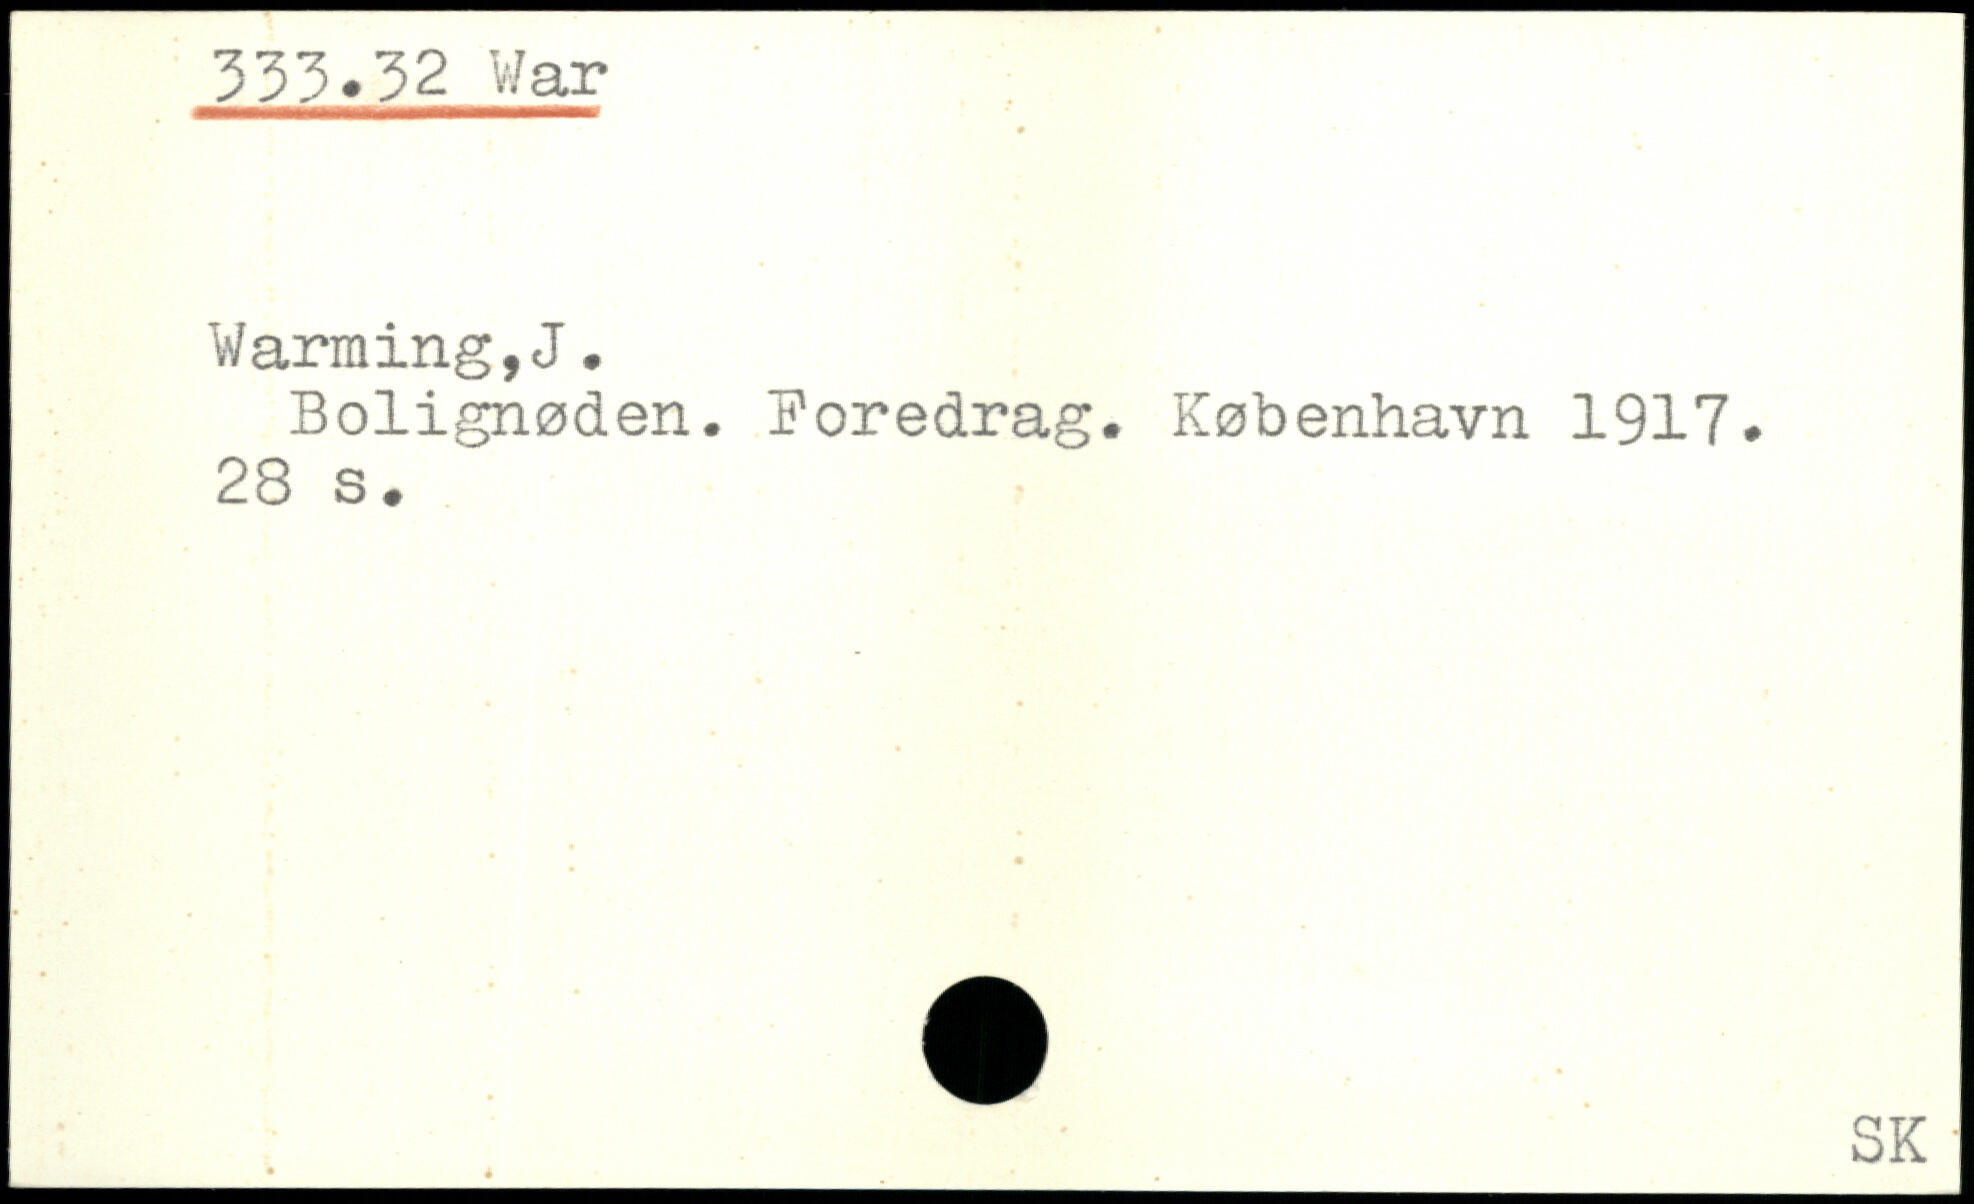 333.32 War
Warming,J.
Bolignøden. Foredrag. København 1917.
28 s.
SK